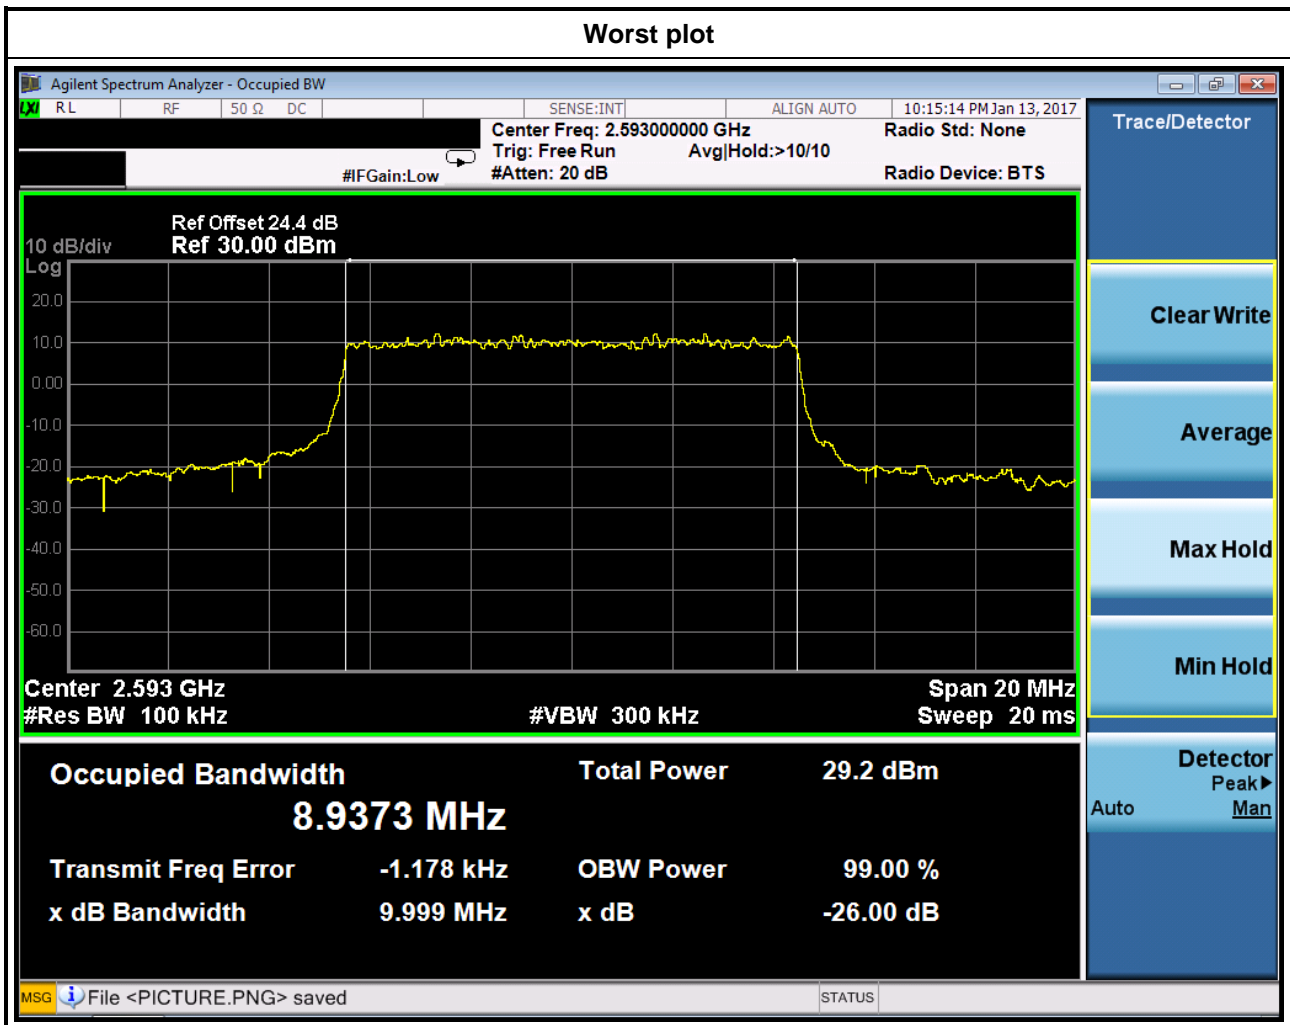 Worst plot
Agilent Spectrum Analyzer - Occupied BW
LXI RL RF 50 Ω DC SENSE:INT ALIGN AUTO 10:15:14 PM Jan 13, 2017
Center Freq: 2.593000000 GHz Radio Std: None
Trig: Free Run Avg|Hold:>10/10
#IFGain:Low #Atten: 20 dB Radio Device: BTS
Trace/Detector
Ref Offset 24.4 dB
10 dB/div Ref 30.00 dBm
Log
20.0
10.0
0.00
-10.0
-20.0
-30.0
-40.0
-50.0
-60.0
Center 2.593 GHz Span 20 MHz
#Res BW 100 kHz #VBW 300 kHz Sweep 20 ms
Clear Write
Average
Max Hold
Min Hold
Detector
Peak▶
Auto Man
Occupied Bandwidth Total Power 29.2 dBm
8.9373 MHz
Transmit Freq Error -1.178 kHz OBW Power 99.00 %
x dB Bandwidth 9.999 MHz x dB -26.00 dB
MSG File <PICTURE.PNG> saved STATUS